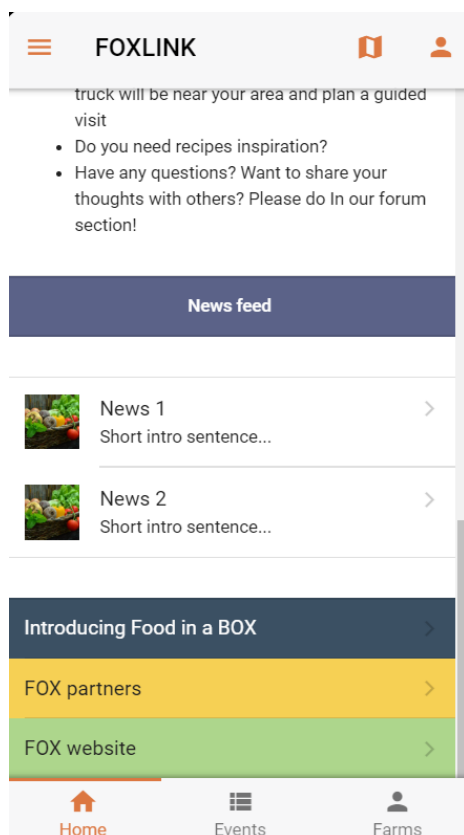 FOXLINK
truck will be near your area and plan a guided
visit
• Do you need recipes inspiration?
• Have any questions? Want to share your
thoughts with others? Please do In our forum
section!
News feed
News 1
Short intro sentence...
News 2
Short intro sentence...
Introducing Food in a BOX
FOX partners
FOX website
Home
Events
Farms